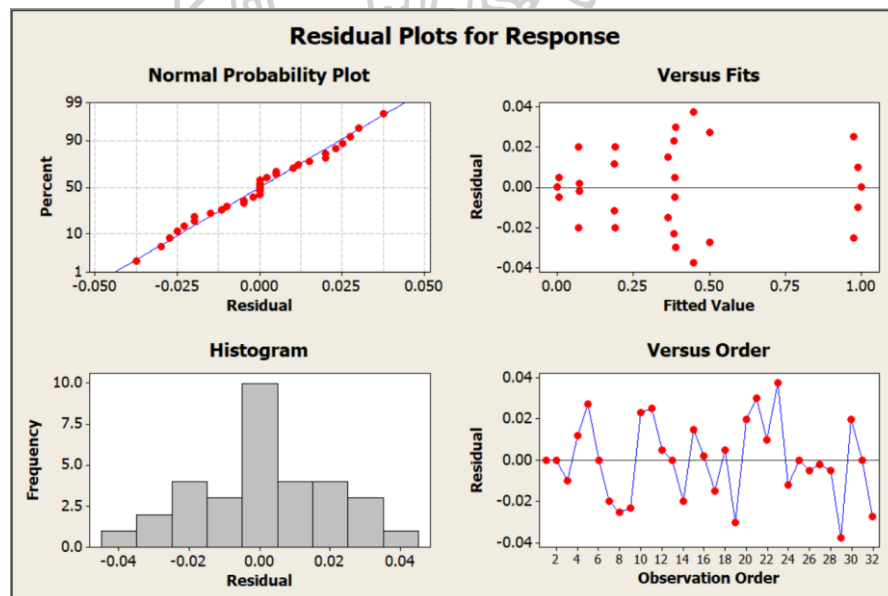 Residual Plots for Response
Normal Probability Plot
99
90
50
10
1
Percent
-0.050 -0.025 0.000 0.025 0.050
Residual
Versus Fits
0.04
0.02
0.00
-0.02
-0.04
Residual
0.00 0.25 0.50 0.75 1.00
Fitted Value
Histogram
10.0
7.5
5.0
2.5
0.0
Frequency
-0.04 -0.02 0.00 0.02 0.04
Residual
Versus Order
0.04
0.02
0.00
-0.02
-0.04
Residual
2 4 6 8 10 12 14 16 18 20 22 24 26 28 30 32
Observation Order